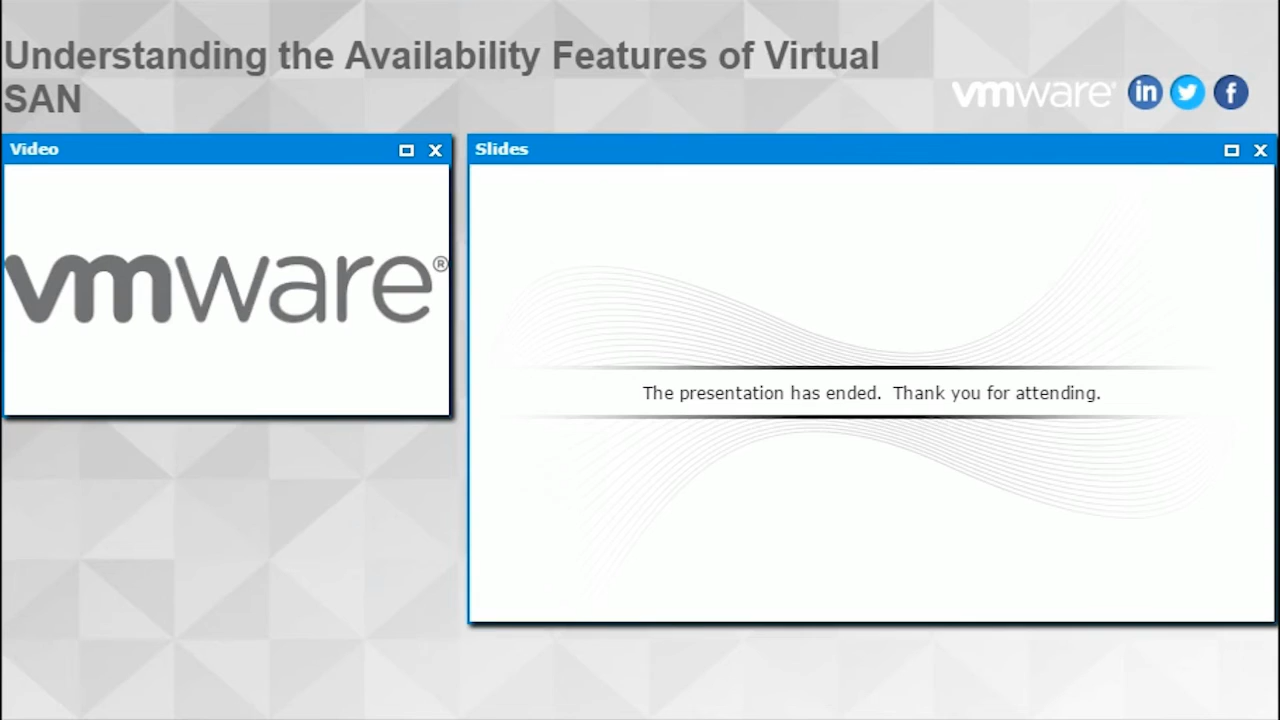 Understanding the Availability Features of Virtual
SAN
vmware®
in
f
Video
Slides
vmware®
The presentation has ended. Thank you for attending.